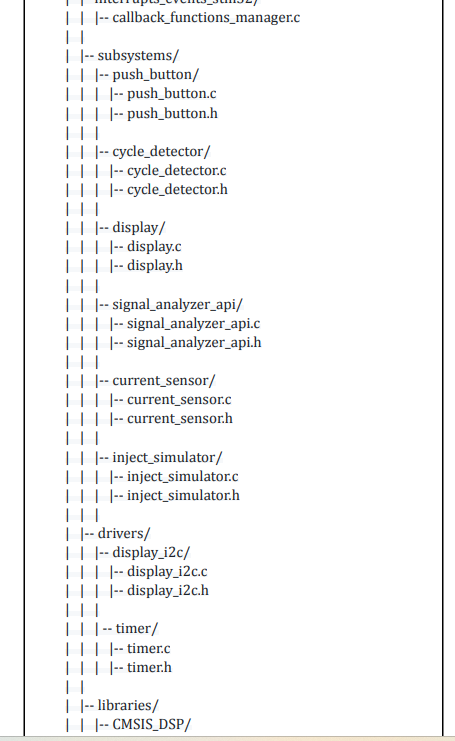 | | |-- callback_functions_manager.c
| |
| |-- subsystems/
| | |-- push_button/
| | | |-- push_button.c
| | | |-- push_button.h
| | |
| | |-- cycle_detector/
| | | |-- cycle_detector.c
| | | |-- cycle_detector.h
| | |
| | |-- display/
| | | |-- display.c
| | | |-- display.h
| | |
| | |-- signal_analyzer_api/
| | | |-- signal_analyzer_api.c
| | | |-- signal_analyzer_api.h
| | |
| | |-- current_sensor/
| | | |-- current_sensor.c
| | | |-- current_sensor.h
| | |
| | |-- inject_simulator/
| | | |-- inject_simulator.c
| | | |-- inject_simulator.h
| | |
| |-- drivers/
| | |-- display_i2c/
| | | |-- display_i2c.c
| | | |-- display_i2c.h
| | |
| | | -- timer/
| | | |-- timer.c
| | | |-- timer.h
| |
| |-- libraries/
| | |-- CMSIS_DSP/